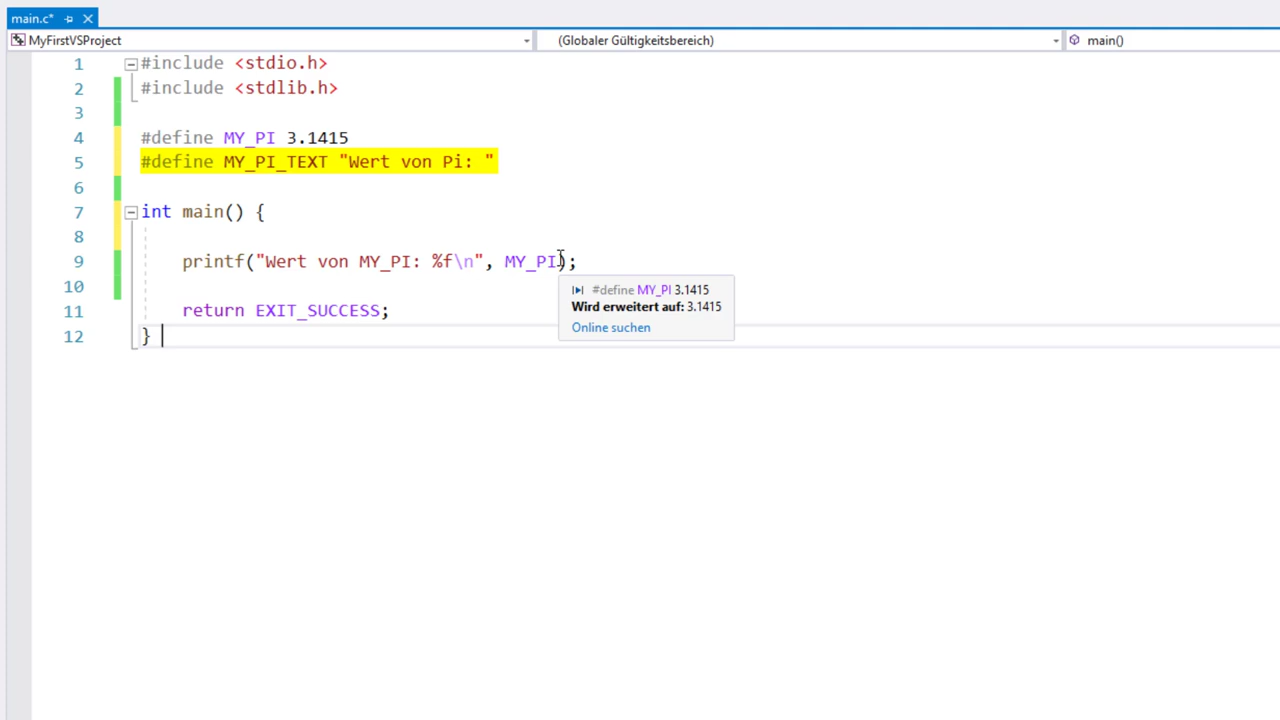 main.c*
MyFirstVSProject (Globaler Gültigkeitsbereich) main()
1 #include <stdio.h>
2 #include <stdlib.h>
3
4 #define MY_PI 3.1415
5 #define MY_PI_TEXT "Wert von Pi: "
6
7 int main() {
8
9 printf("Wert von MY_PI: %f\n", MY_PI);
10
#define MY_PI 3.1415
Wird erweitert auf: 3.1415
Online suchen
11 return EXIT_SUCCESS;
12 }